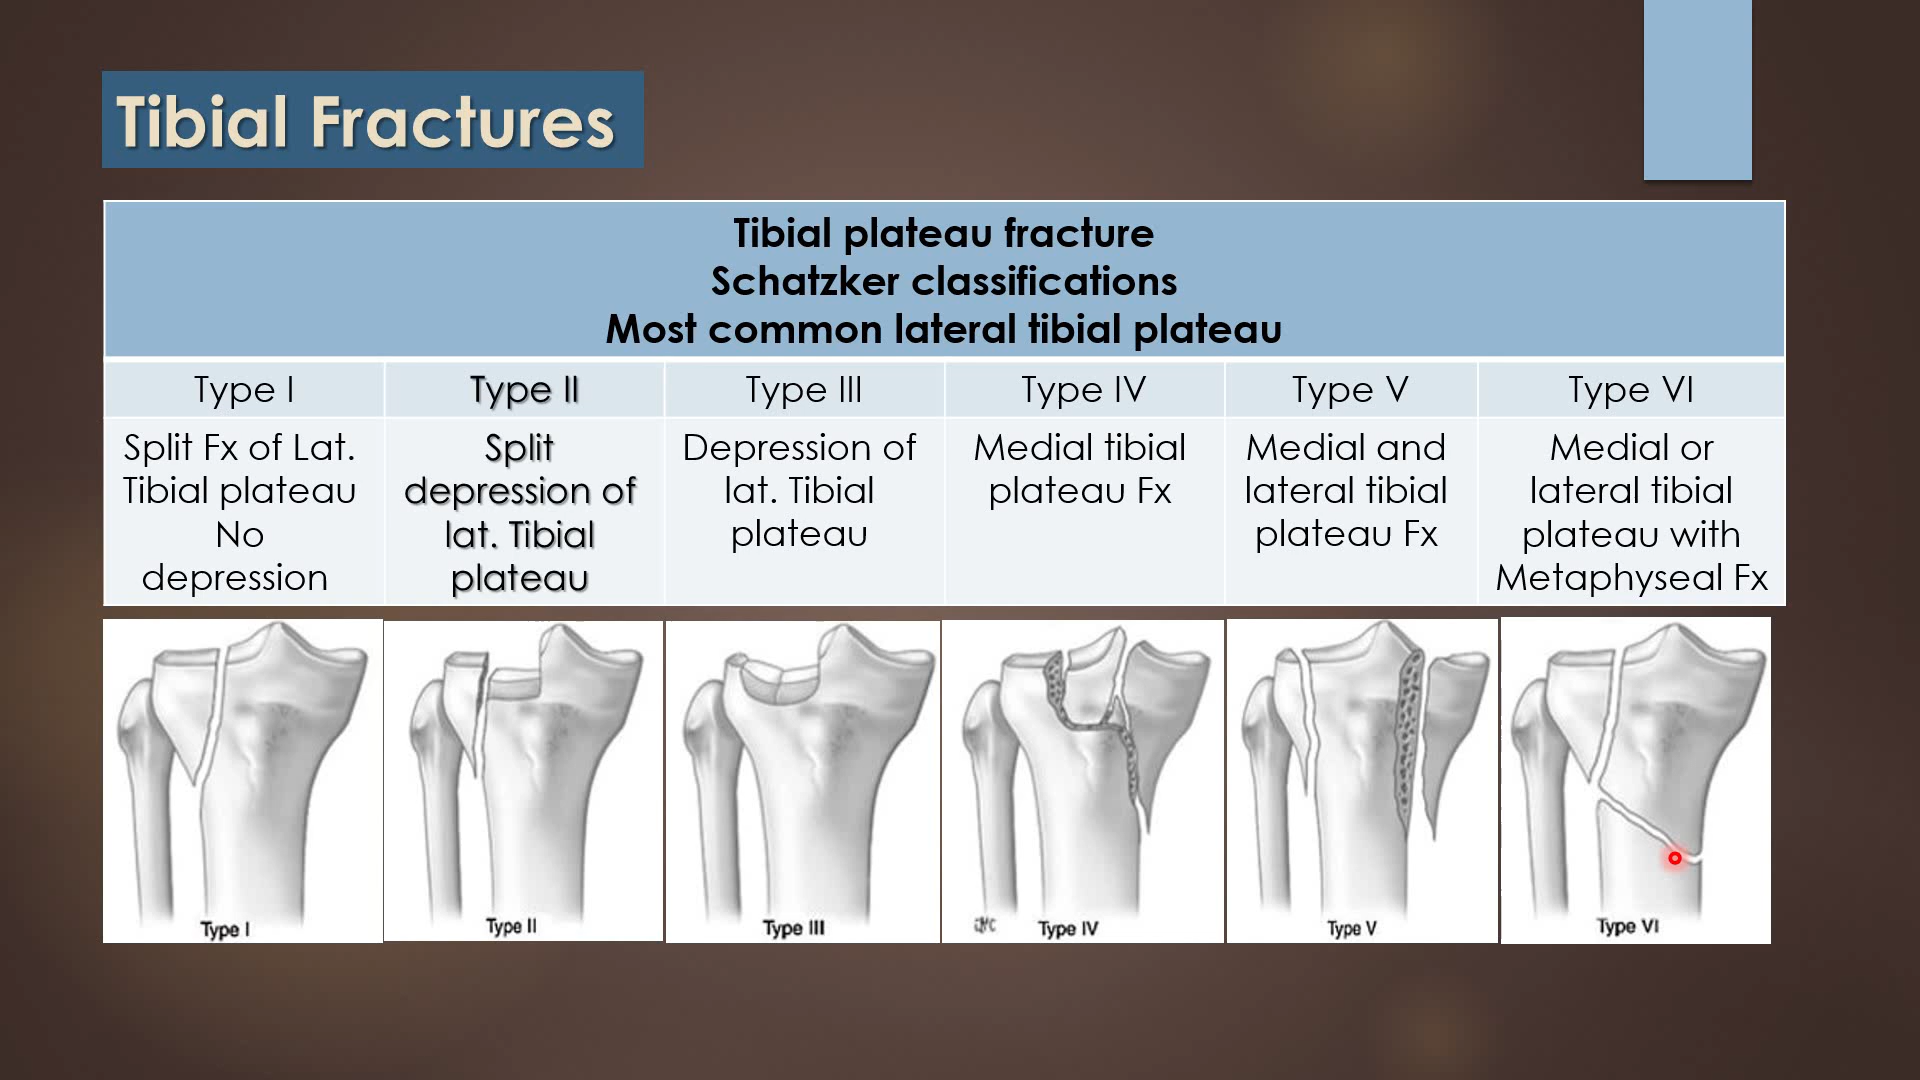 Tibial Fractures
Tibial plateau fracture
Schatzker classifications
Most common lateral tibial plateau
Type I
Type II
Type III
Type IV
Type V
Type VI
Split Fx of Lat.
Tibial plateau
No
depression
Split
depression of
lat. Tibial
plateau
Depression of
lat. Tibial
plateau
Medial tibial
plateau Fx
Medial and
lateral tibial
plateau Fx
Medial or
lateral tibial
plateau with
Metaphyseal Fx
Type I
Type II
Type III
Type IV
Type V
Type VI